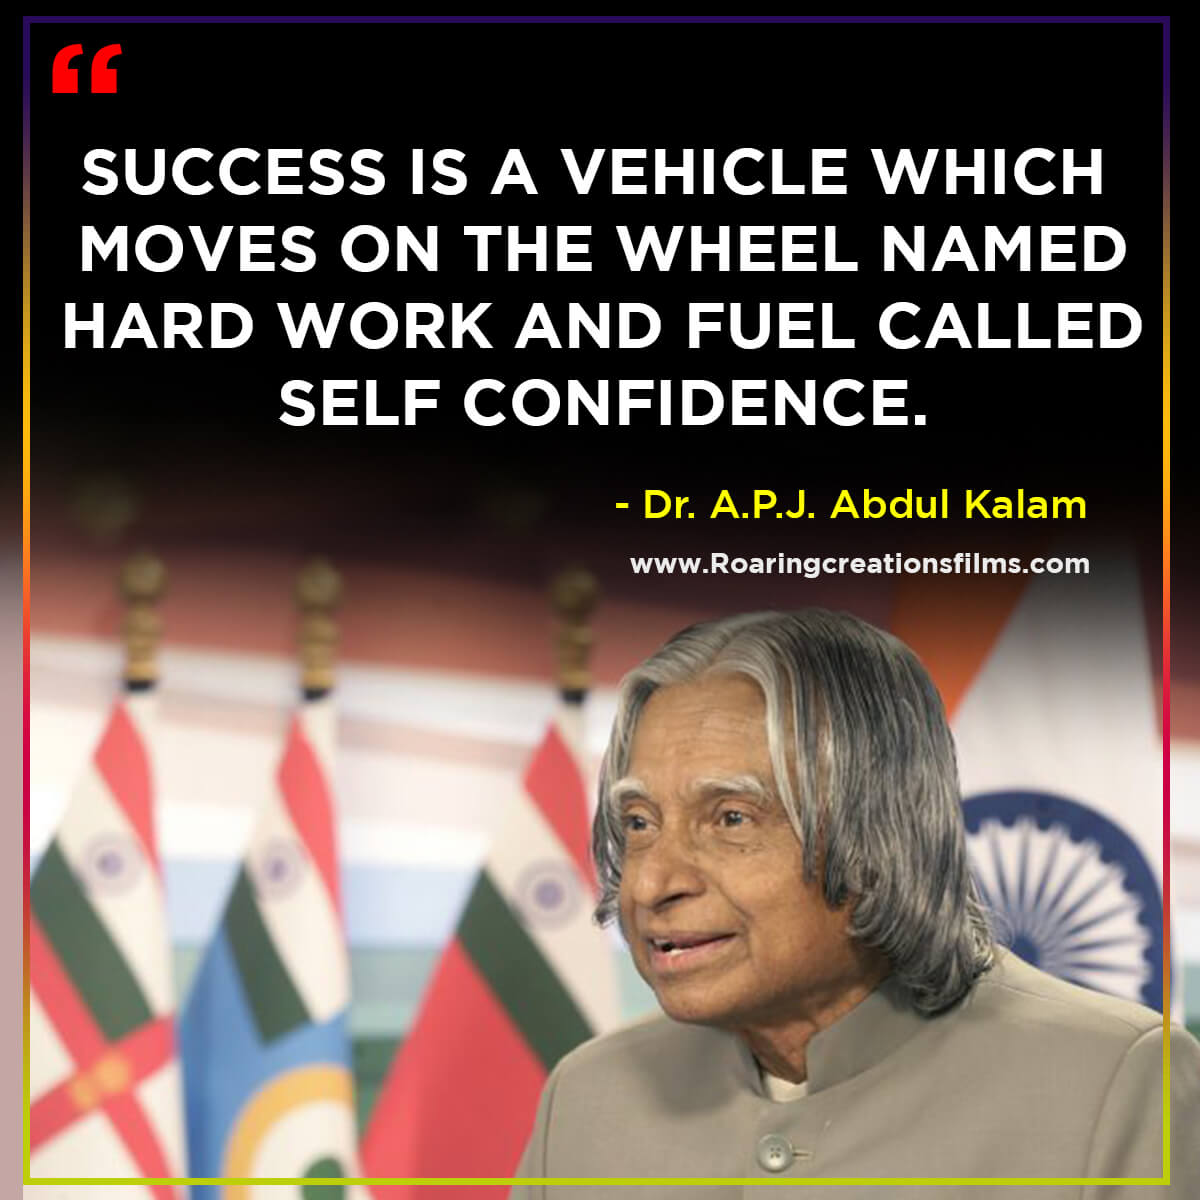 “
SUCCESS IS A VEHICLE WHICH
MOVES ON THE WHEEL NAMED
HARD WORK AND FUEL CALLED
SELF CONFIDENCE.
- Dr. A.P.J. Abdul Kalam
www.Roaringcreationsfilms.com